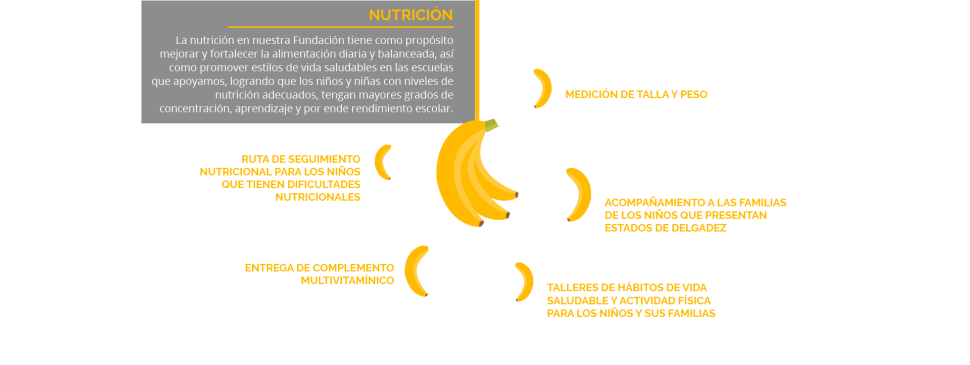 NUTRICIÓN
La nutrición en nuestra Fundación tiene como propósito
mejorar y fortalecer la alimentación diaria y balanceada, así
como promover estilos de vida saludables en las escuelas
que apoyamos, logrando que los niños y niñas con niveles de
nutrición adecuados, tengan mayores grados de
concentración, aprendizaje y por ende rendimiento escolar.
MEDICIÓN DE TALLA Y PESO
RUTA DE SEGUIMIENTO
NUTRICIONAL PARA LOS NIÑOS
QUE TIENEN DIFICULTADES
NUTRICIONALES
ACOMPAÑAMIENTO A LAS FAMILIAS
DE LOS NIÑOS QUE PRESENTAN
ESTADOS DE DELGADEZ
ENTREGA DE COMPLEMENTO
MULTIVITAMÍNICO
TALLERES DE HÁBITOS DE VIDA
SALUDABLE Y ACTIVIDAD FÍSICA
PARA LOS NIÑOS Y SUS FAMILIAS